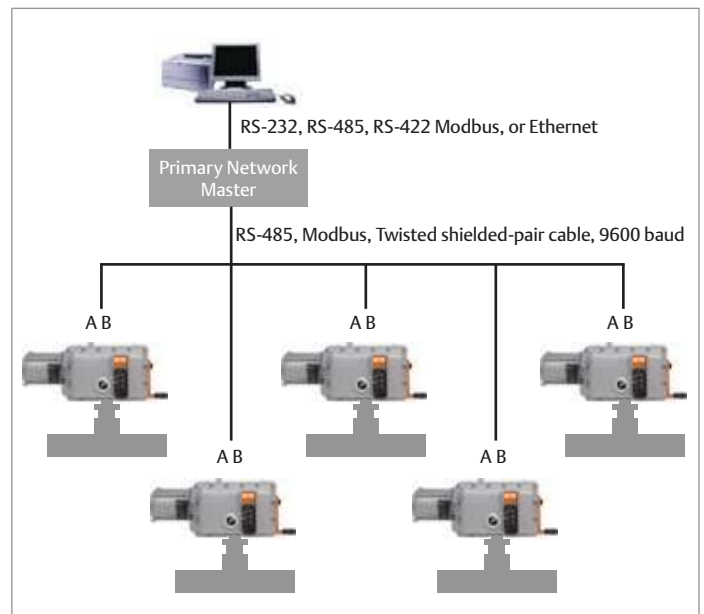 RS-232, RS-485, RS-422 Modbus, or Ethernet
Primary Network
Master
RS-485, Modbus, Twisted shielded-pair cable, 9600 baud
A B
A B
A B
A B
A B